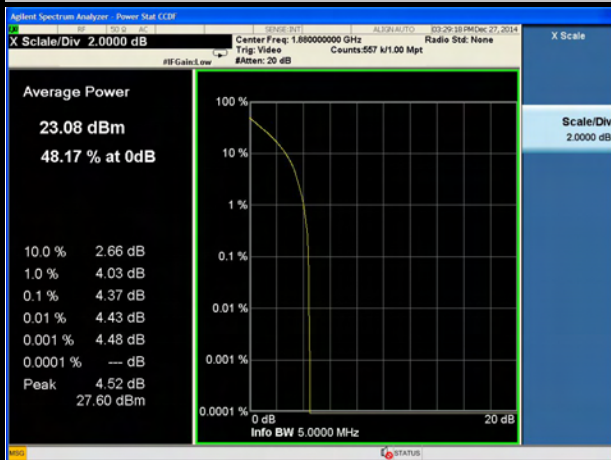 Agilent Spectrum Analyzer - Power Stat CCDF
RF 50 Ω AC SENSE:INT ALIGNAUTO 03:29:18 PM Dec 27, 2014
X Sclale/Div 2.0000 dB
Center Freq: 1.880000000 GHz Radio Std: None
Trig: Video Counts:557 k/1.00 Mpt
#IFGain:Low #Atten: 20 dB
X Scale
Scale/Div
2.0000 dB
Average Power
23.08 dBm
48.17 % at 0dB
10.0 % 2.66 dB
1.0 % 4.03 dB
0.1 % 4.37 dB
0.01 % 4.43 dB
0.001 % 4.48 dB
0.0001 % --- dB
Peak 4.52 dB
27.60 dBm
100 %
10 %
1 %
0.1 %
0.01 %
0.001 %
0.0001 %
0 dB 20 dB
Info BW 5.0000 MHz
MSG STATUS